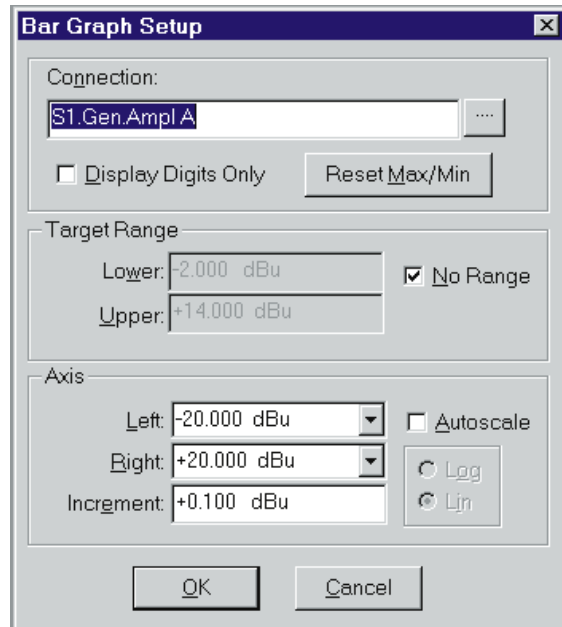 Bar Graph Setup
Connection:
S1.Gen.Ampl A
....
Display Digits Only
Reset Max/Min
Target Range
Lower: -2.000 dBu
No Range
Upper: +14.000 dBu
Axis
Left: -20.000 dBu
Autoscale
Right: +20.000 dBu
Log
Increment: +0.100 dBu
Lin
OK
Cancel